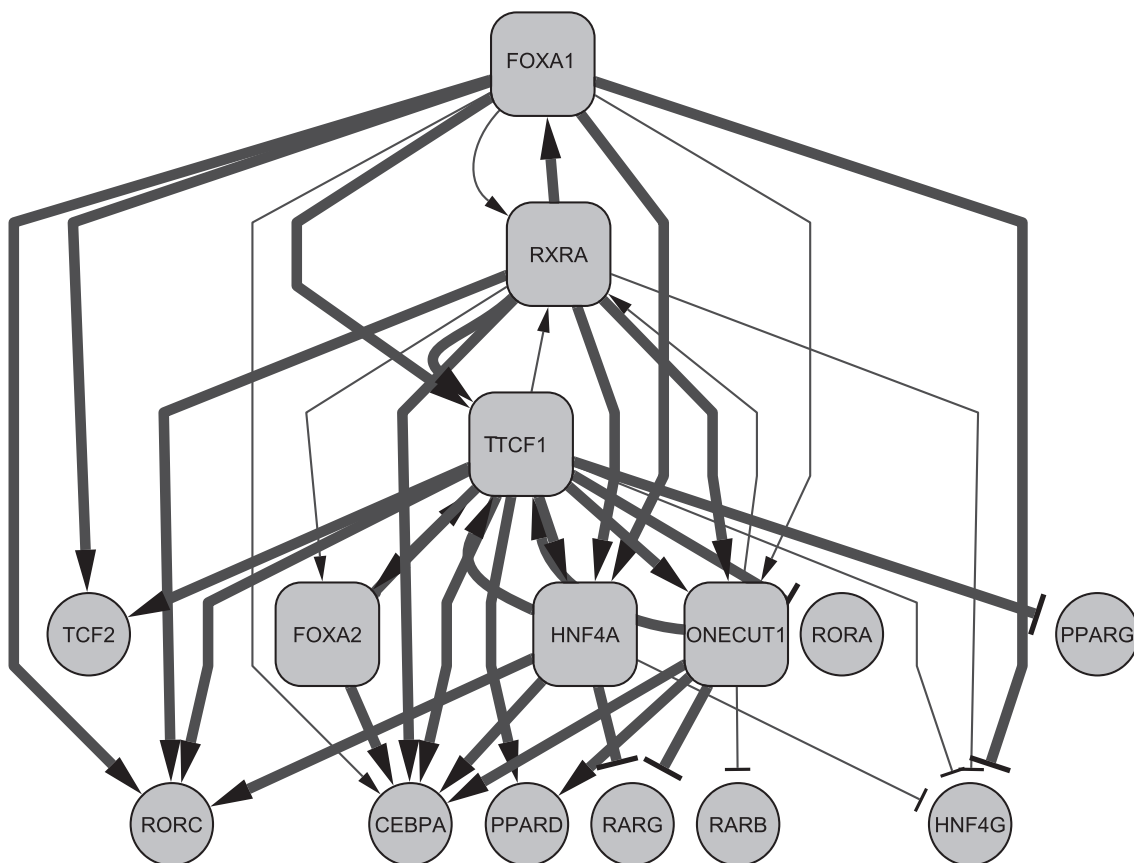 FOXA1
RXRA
TTCF1
TCF2
FOXA2
HNF4A
ONECUT1
RORA
PPARG
RORC
CEBPA
PPARD
RARG
RARB
HNF4G